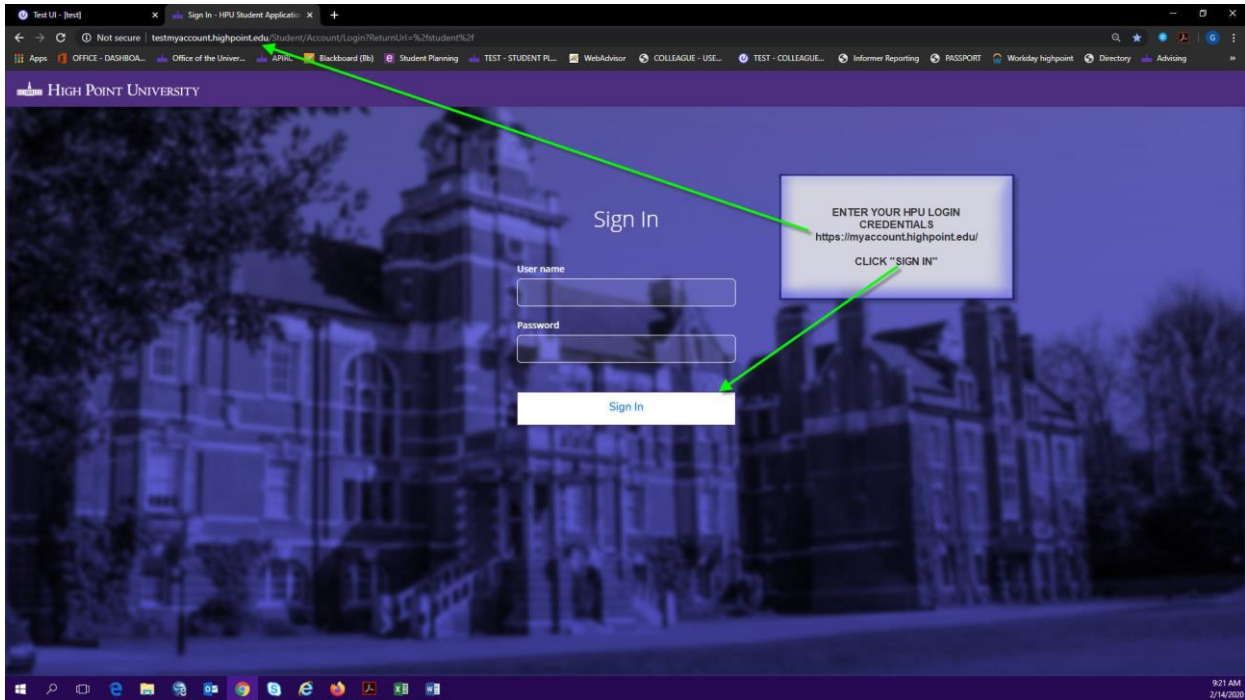 Test UI - [test]
Sign In - HPU Student Applicatio
Not secure | testmyaccount.highpoint.edu/Student/Account/Login?ReturnUrl=%2fstudent%2f
Apps OFFICE - DASHBOA... Office of the Univer... APIRC Blackboard (Bb) Student Planning TEST - STUDENT PL... WebAdvisor COLLEAGUE - USE... TEST - COLLEAGUE... Informer Reporting PASSPORT Workday highpoint Directory Advising »
HIGH POINT UNIVERSITY
Sign In
ENTER YOUR HPU LOGIN
CREDENTIALS
https://myaccount.highpoint.edu/
CLICK "SIGN IN"
User name
Password
Sign In
9:21 AM
2/14/2020